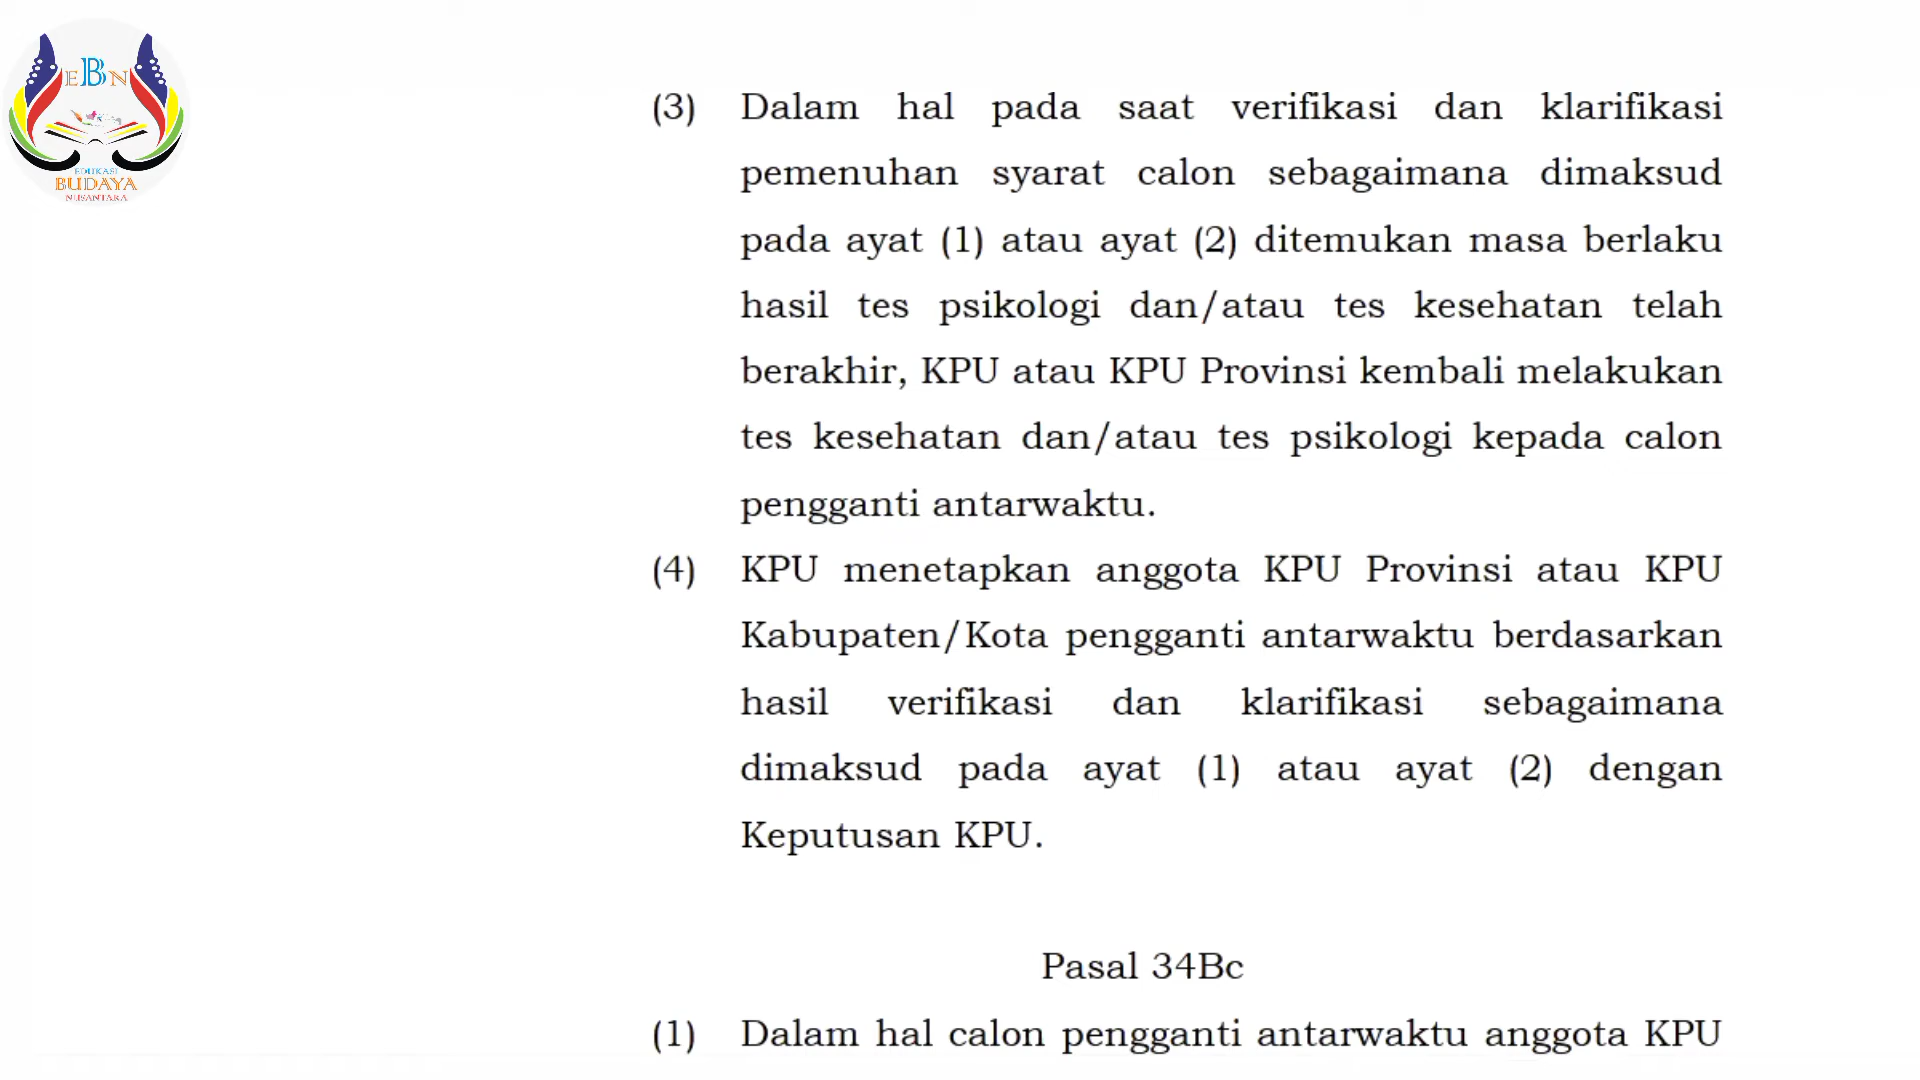 E B N
EDUKASI
BUDAYA
NUSANTARA
(3) Dalam hal pada saat verifikasi dan klarifikasi
pemenuhan syarat calon sebagaimana dimaksud
pada ayat (1) atau ayat (2) ditemukan masa berlaku
hasil tes psikologi dan/atau tes kesehatan telah
berakhir, KPU atau KPU Provinsi kembali melakukan
tes kesehatan dan/atau tes psikologi kepada calon
pengganti antarwaktu.
(4) KPU menetapkan anggota KPU Provinsi atau KPU
Kabupaten/Kota pengganti antarwaktu berdasarkan
hasil verifikasi dan klarifikasi sebagaimana
dimaksud pada ayat (1) atau ayat (2) dengan
Keputusan KPU.
Pasal 34Bc
(1) Dalam hal calon pengganti antarwaktu anggota KPU